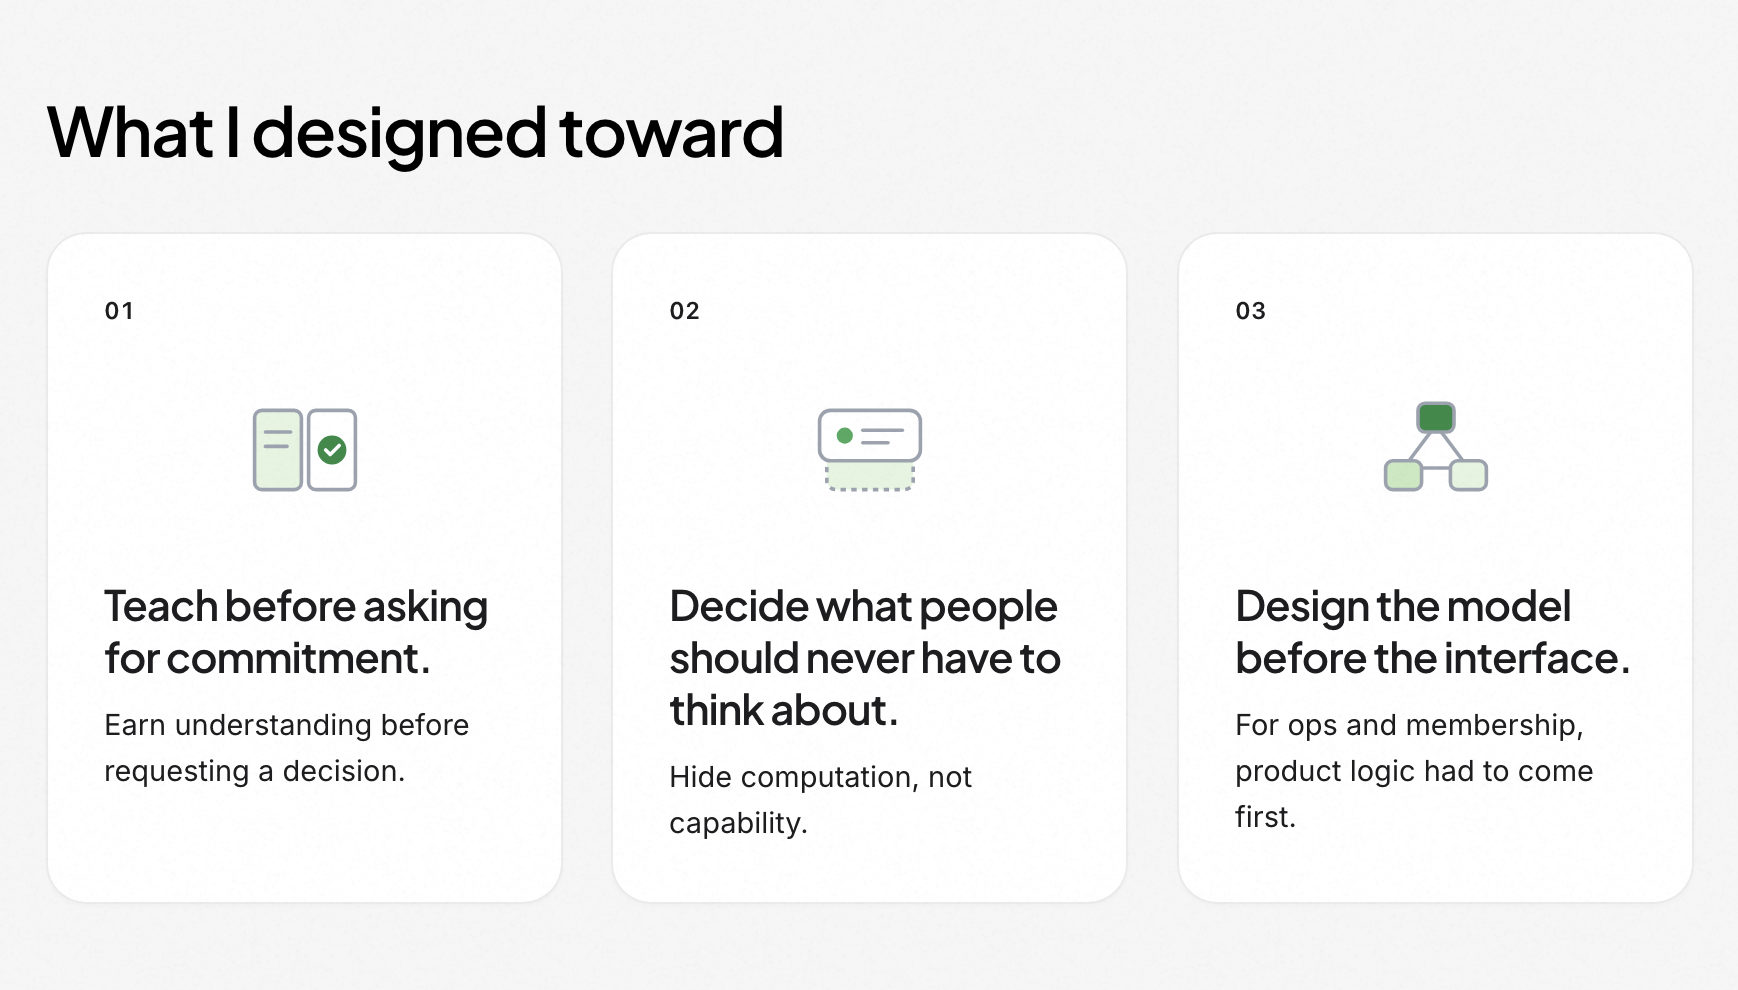 What I designed toward
01
Teach before asking
for commitment.
Earn understanding before
requesting a decision.
02
Decide what people
should never have to
think about.
Hide computation, not
capability.
03
Design the model
before the interface.
For ops and membership,
product logic had to come
first.